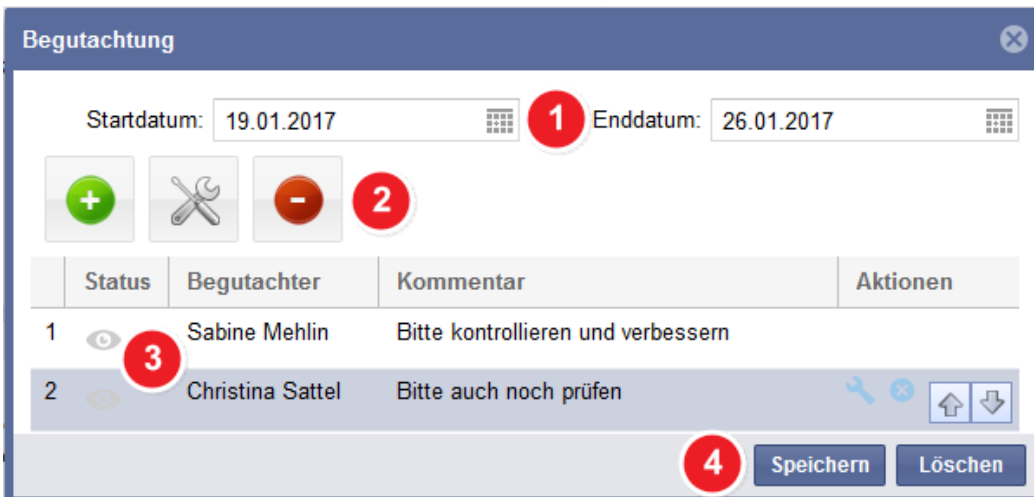 Begutachtung
Startdatum: 19.01.2017 1 Enddatum: 26.01.2017
2
Status Begutachter Kommentar Aktionen
1 Sabine Mehlin Bitte kontrollieren und verbessern
3
2 Christina Sattel Bitte auch noch prüfen
4 Speichern Löschen